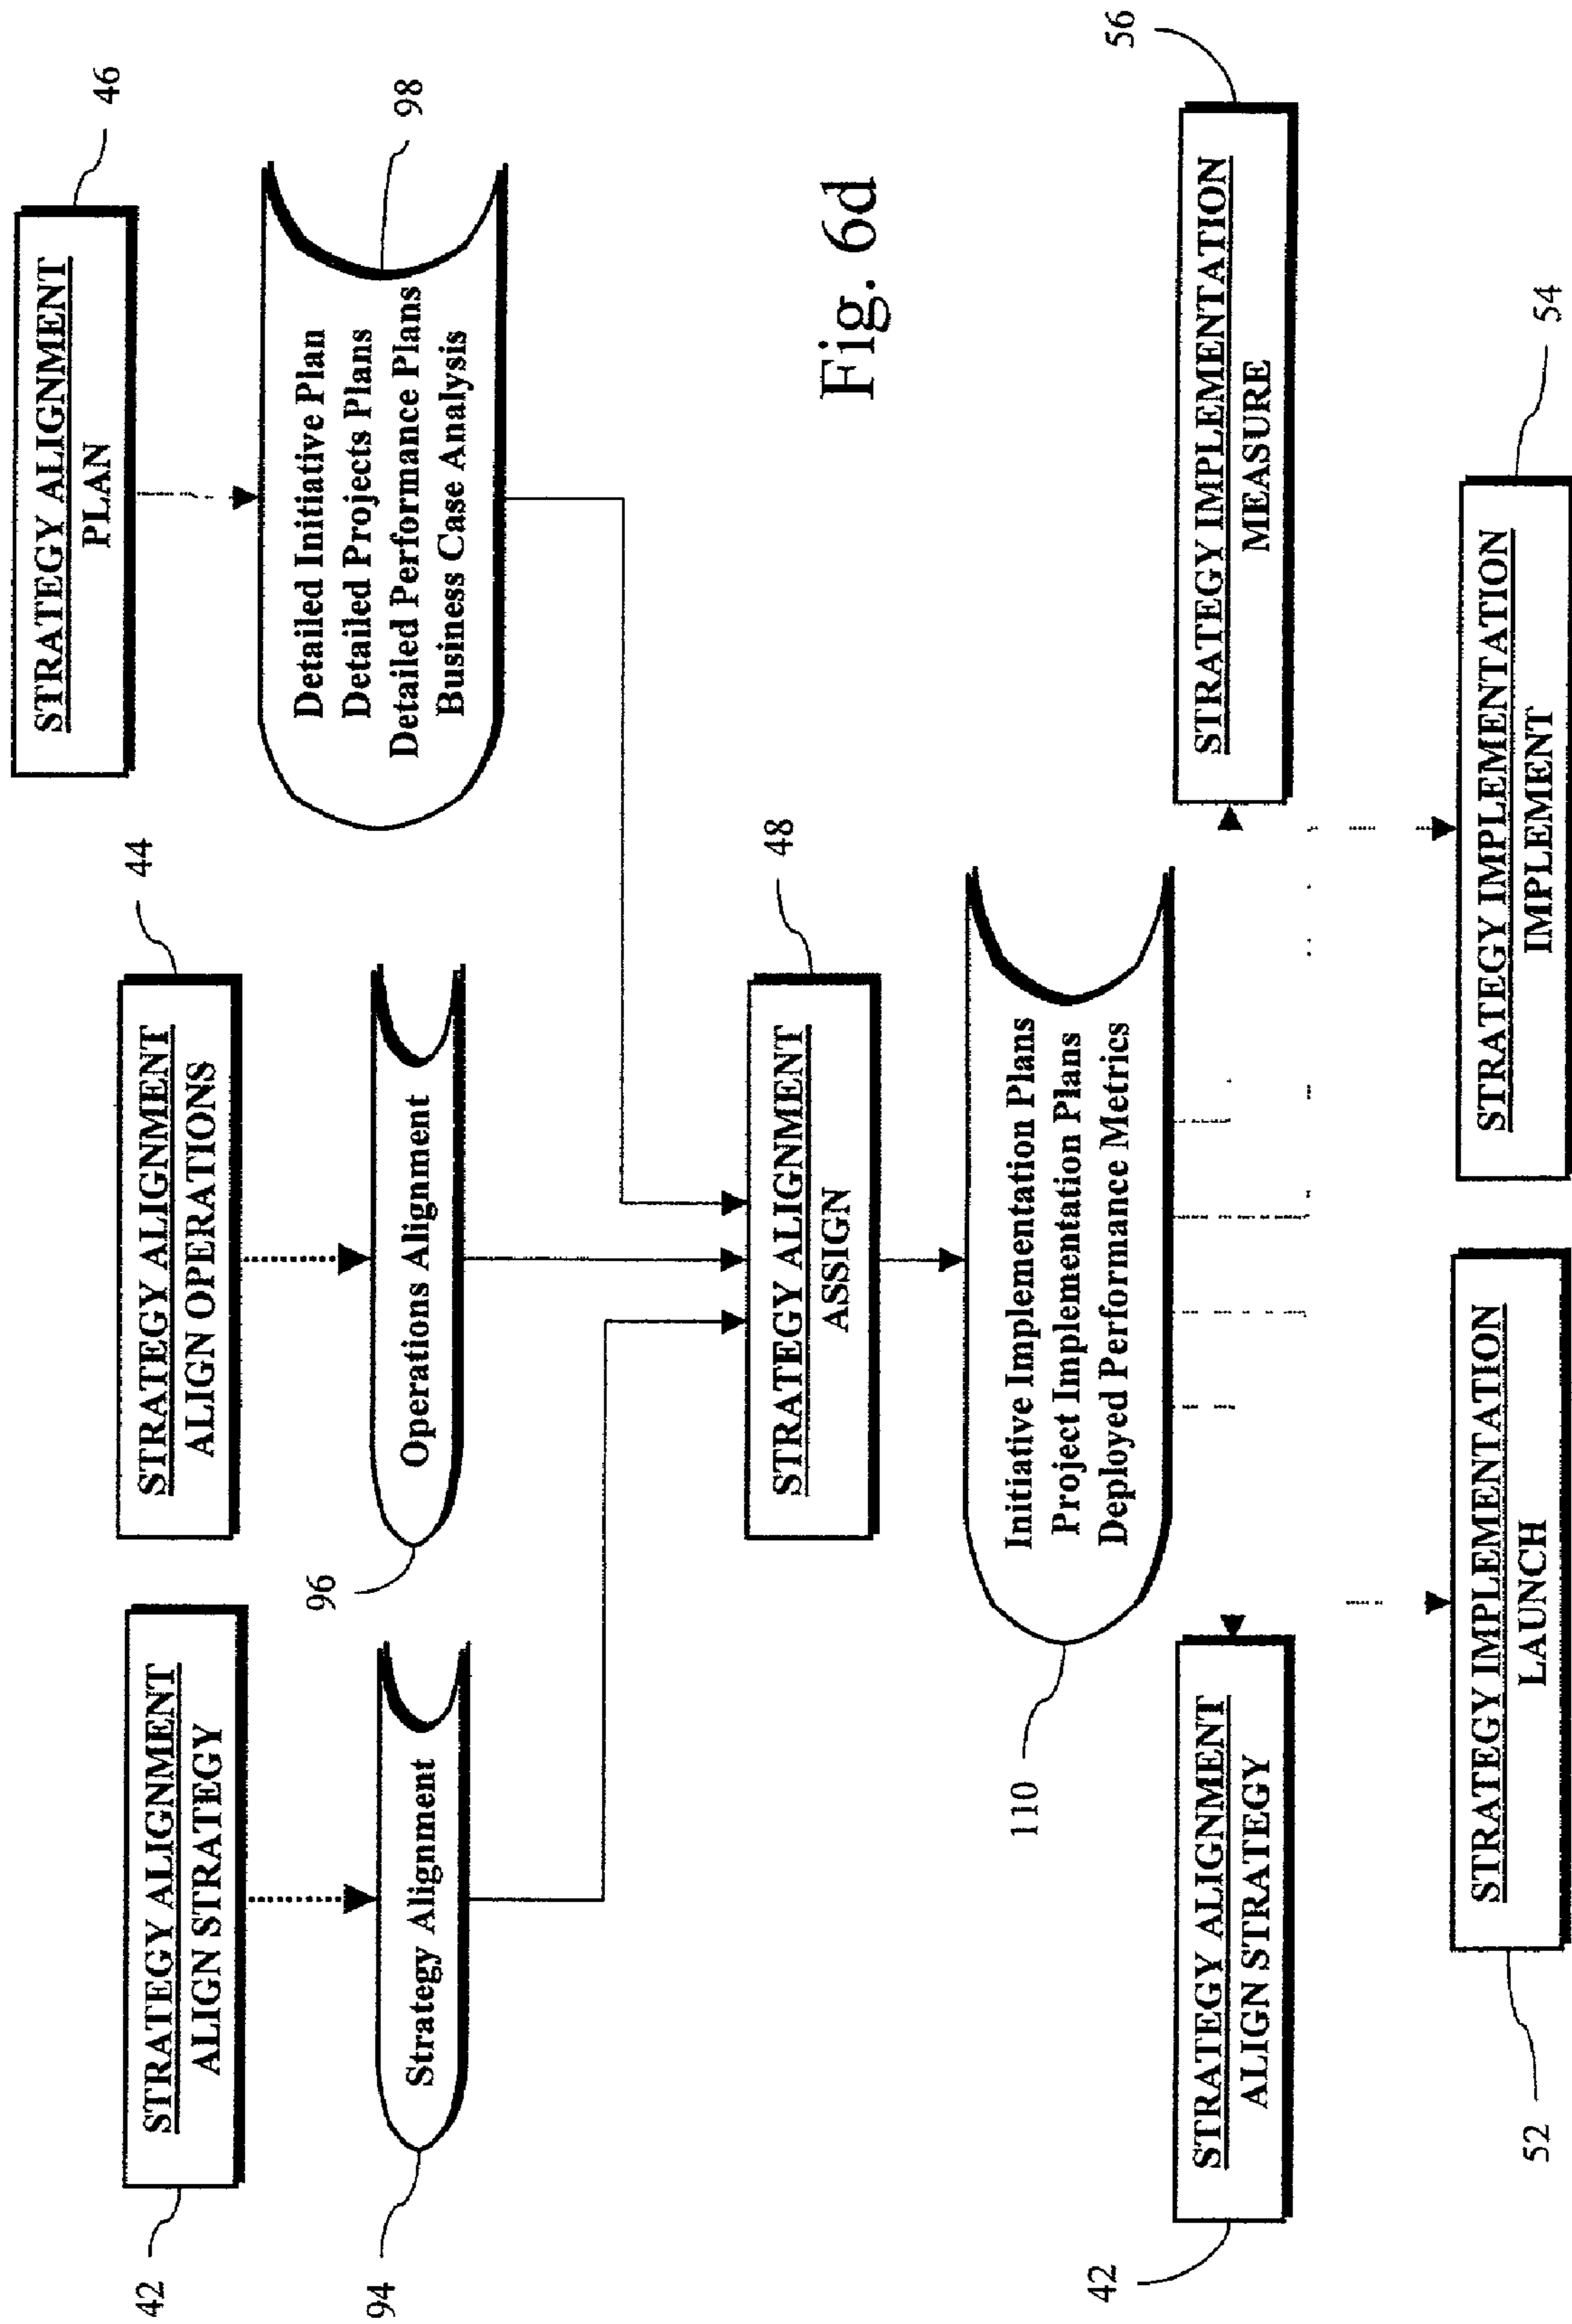 46
STRATEGY ALIGNMENT
PLAN
44
STRATEGY ALIGNMENT
ALIGN OPERATIONS
STRATEGY ALIGNMENT
ALIGN STRATEGY
42
98
Detailed Initiative Plan
Detailed Projects Plans
Detailed Performance Plans
Business Case Analysis
96
Operations Alignment
Strategy Alignment
94
48
STRATEGY ALIGNMENT
ASSIGN
Fig. 6d
Initiative Implementation Plans
Project Implementation Plans
Deployed Performance Metrics
110
56
STRATEGY IMPLEMENTATION
MEASURE
STRATEGY ALIGNMENT
ALIGN STRATEGY
42
54
STRATEGY IMPLEMENTATION
IMPLEMENT
STRATEGY IMPLEMENTATION
LAUNCH
52